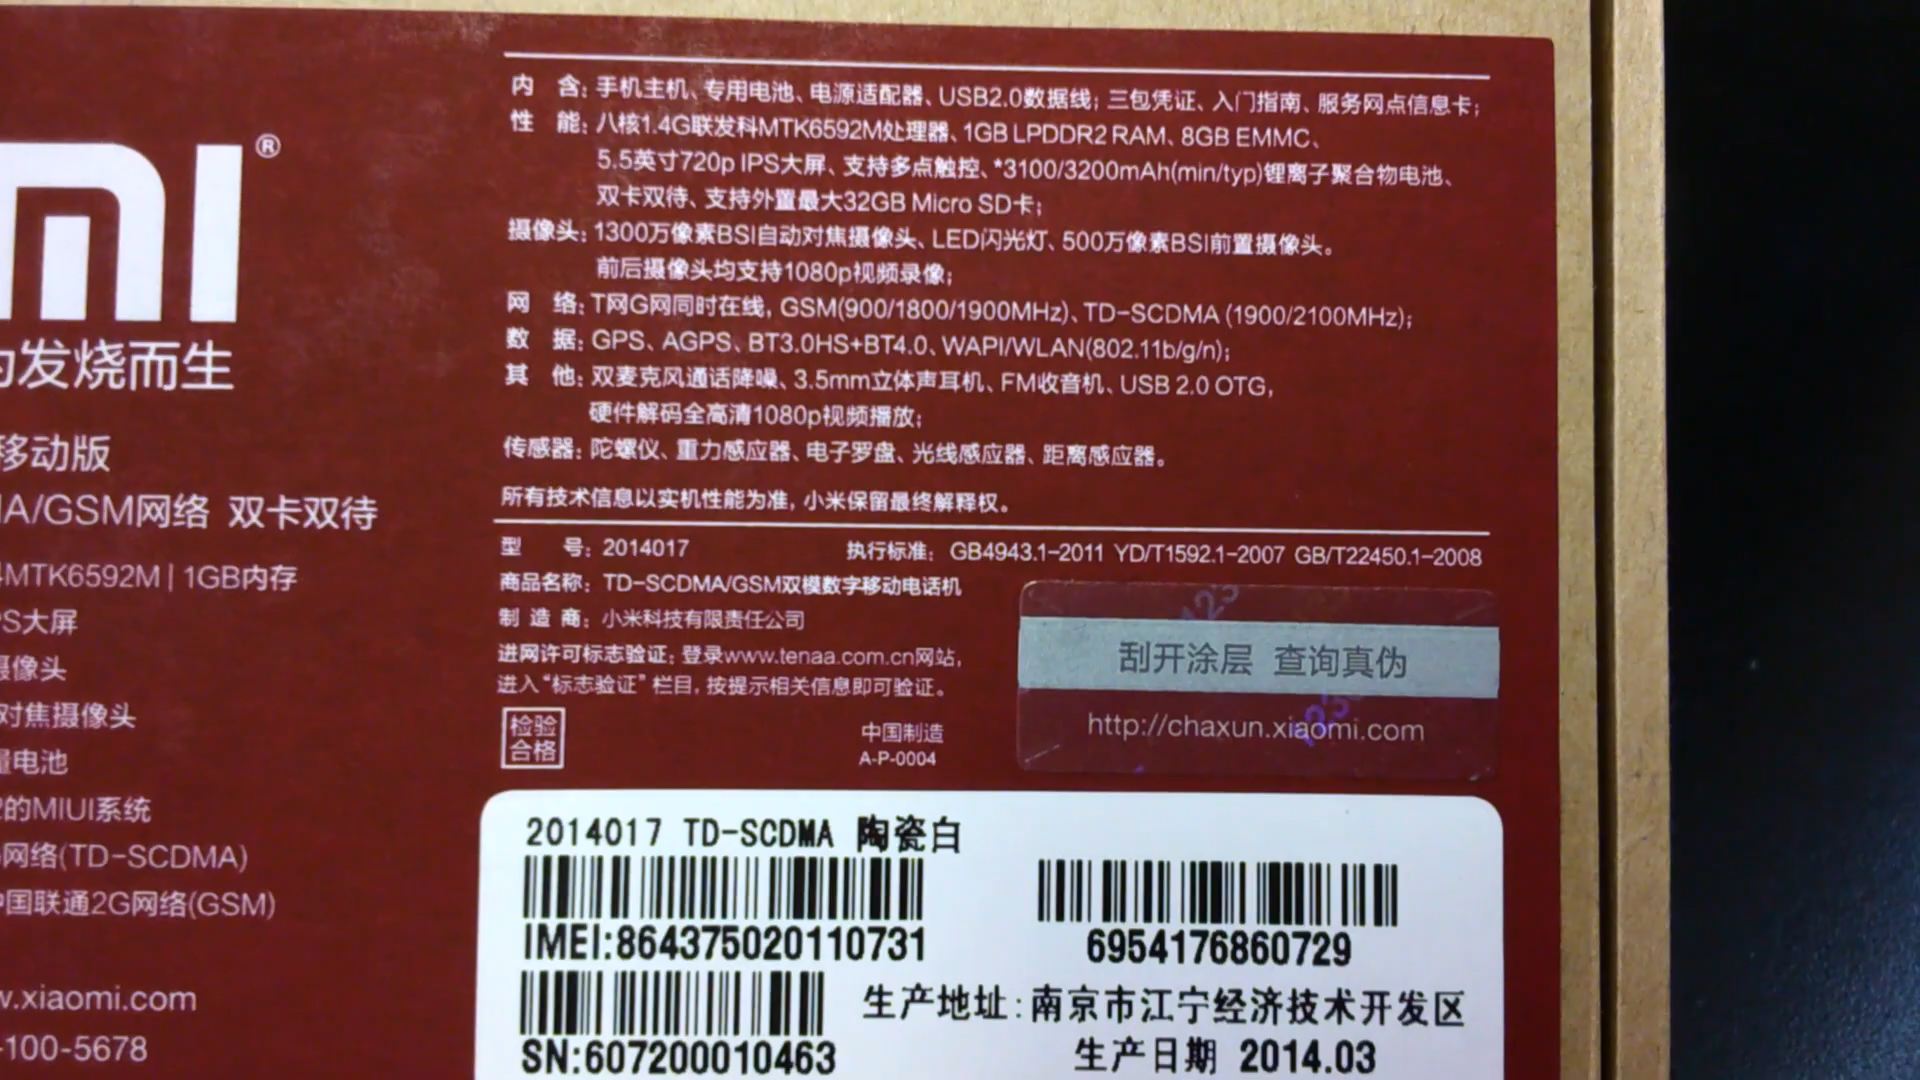 mi®
为发烧而生
移动版
MA/GSM网络 双卡双待
MTK6592M | 1GB内存
PS大屏
摄像头
对焦摄像头
量电池
的MIUI系统
网络(TD-SCDMA)
中国联通2G网络(GSM)
w.xiaomi.com
-100-5678
内 含: 手机主机、专用电池、电源适配器、USB2.0数据线; 三包凭证、入门指南、服务网点信息卡;
性 能: 八核1.4G联发科MTK6592M处理器、1GB LPDDR2 RAM、8GB EMMC、
5.5英寸720p IPS大屏、支持多点触控、*3100/3200mAh(min/typ)锂离子聚合物电池、
双卡双待、支持外置最大32GB Micro SD卡;
摄像头: 1300万像素BSI自动对焦摄像头、LED闪光灯、500万像素BSI前置摄像头。
前后摄像头均支持1080p视频录像;
网 络: T网G网同时在线, GSM(900/1800/1900MHz)、TD-SCDMA (1900/2100MHz);
数 据: GPS、AGPS、BT3.0HS+BT4.0、WAPI/WLAN(802.11b/g/n);
其 他: 双麦克风通话降噪、3.5mm立体声耳机、FM收音机、USB 2.0 OTG,
硬件解码全高清1080p视频播放;
传感器: 陀螺仪、重力感应器、电子罗盘、光线感应器、距离感应器。
所有技术信息以实机性能为准, 小米保留最终解释权。
型 号: 2014017 执行标准: GB4943.1-2011 YD/T1592.1-2007 GB/T22450.1-2008
商品名称: TD-SCDMA/GSM双模数字移动电话机
制 造 商: 小米科技有限责任公司
进网许可标志验证: 登录www.tenaa.com.cn网站,
进入“标志验证”栏目, 按提示相关信息即可验证。
检验
合格
中国制造
A-P-0004
123
刮开涂层 查询真伪
http://chaxun.xiaomi.com
2014017 TD-SCDMA 陶瓷白
IMEI:864375020110731
6954176860729
生产地址:南京市江宁经济技术开发区
SN:607200010463
生产日期 2014.03